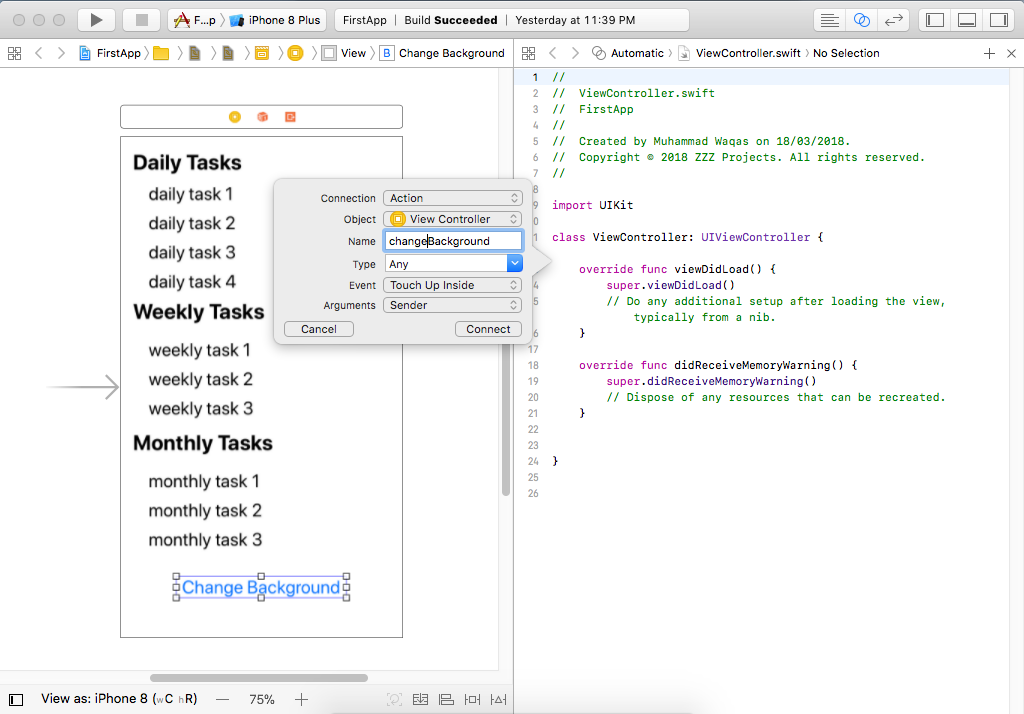 F...p iPhone 8 Plus FirstApp Build Succeeded Yesterday at 11:39 PM
FirstApp View B Change Background
Automatic ViewController.swift No Selection
Daily Tasks
daily task 1
daily task 2
daily task 3
daily task 4
Weekly Tasks
weekly task 1
weekly task 2
weekly task 3
Monthly Tasks
monthly task 1
monthly task 2
monthly task 3
Change Background
Connection Action
Object View Controller
Name changeBackground
Type Any
Event Touch Up Inside
Arguments Sender
Cancel Connect
1 //
2 // ViewController.swift
3 // FirstApp
4 //
5 // Created by Muhammad Waqas on 18/03/2018.
6 // Copyright © 2018 ZZZ Projects. All rights reserved.
7 //
8
9 import UIKit
0
1 class ViewController: UIViewController {
override func viewDidLoad() {
4 super.viewDidLoad()
5 // Do any additional setup after loading the view,
typically from a nib.
6 }
17
18 override func didReceiveMemoryWarning() {
19 super.didReceiveMemoryWarning()
20 // Dispose of any resources that can be recreated.
21 }
22
23
24 }
25
26
View as: iPhone 8 (wC hR) — 75% +